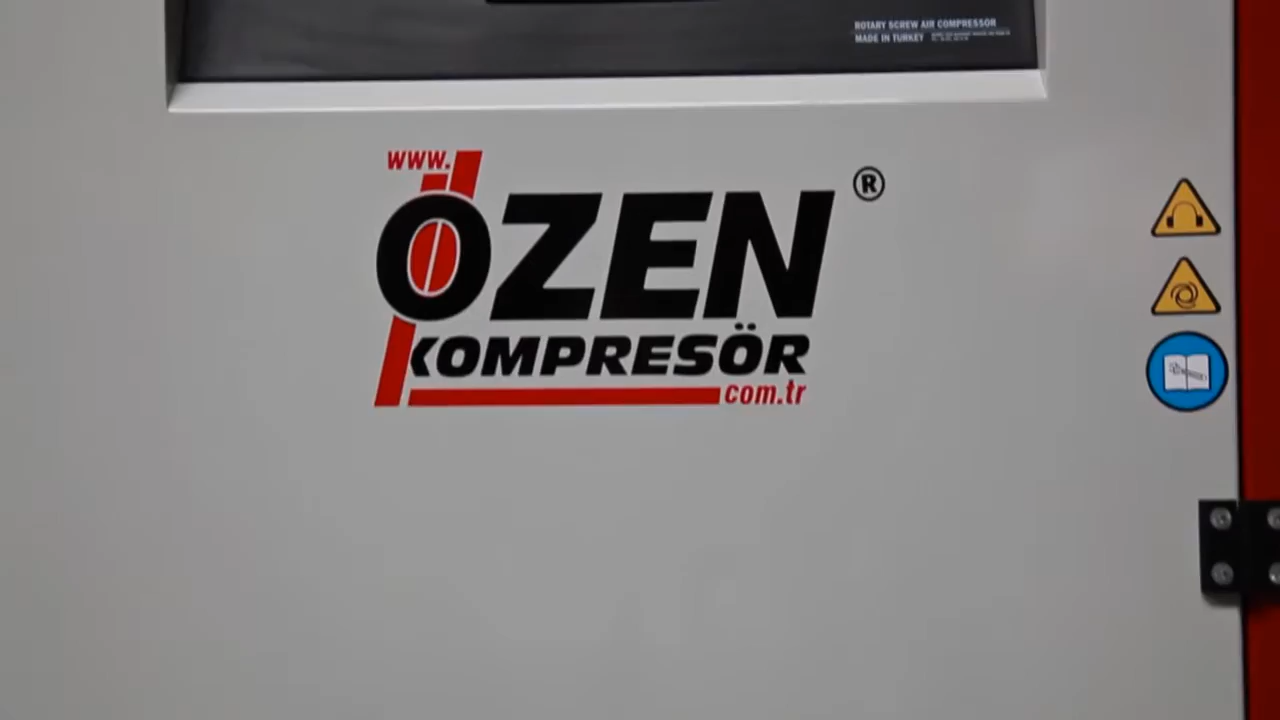 ROTARY SCREW AIR COMPRESSOR
MADE IN TURKEY
www.
ÖZEN ®
KOMPRESÖR
com.tr